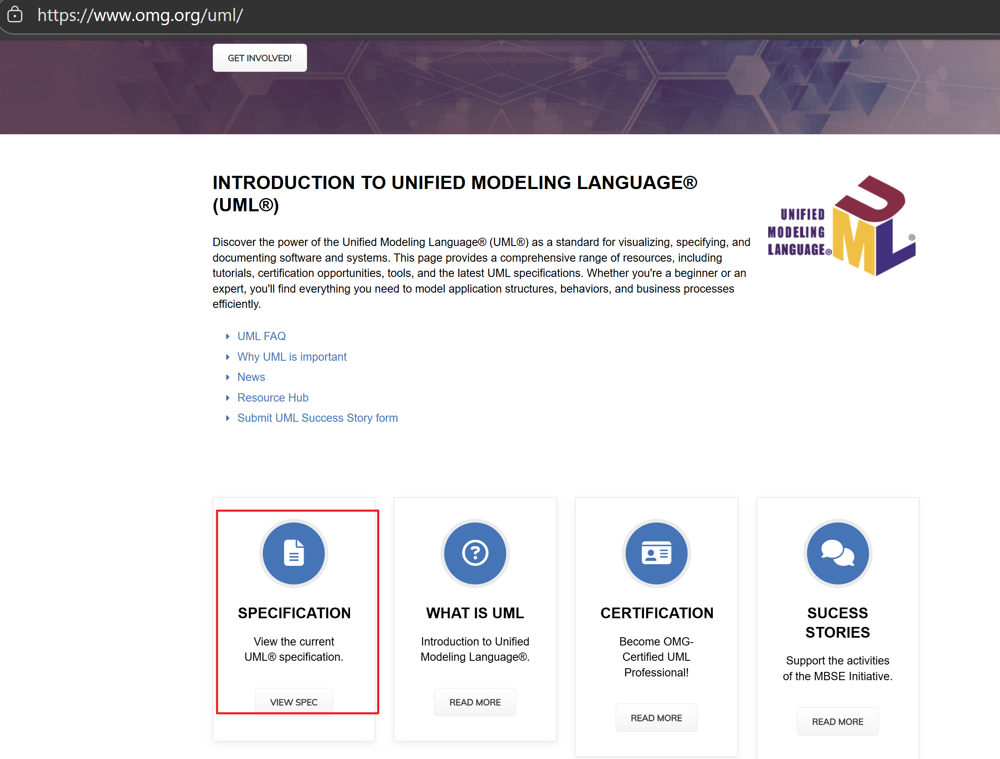 https://www.omg.org/uml/
GET INVOLVED!
INTRODUCTION TO UNIFIED MODELING LANGUAGE®
(UML®)
UNIFIED
MODELING
LANGUAGE®
UML®
Discover the power of the Unified Modeling Language® (UML®) as a standard for visualizing, specifying, and
documenting software and systems. This page provides a comprehensive range of resources, including
tutorials, certification opportunities, tools, and the latest UML specifications. Whether you're a beginner or an
expert, you'll find everything you need to model application structures, behaviors, and business processes
efficiently.
UML FAQ
Why UML is important
News
Resource Hub
Submit UML Success Story form
SPECIFICATION
View the current
UML® specification.
VIEW SPEC
WHAT IS UML
Introduction to Unified
Modeling Language®.
READ MORE
CERTIFICATION
Become OMG-
Certified UML
Professional!
READ MORE
SUCESS
STORIES
Support the activities
of the MBSE Initiative.
READ MORE